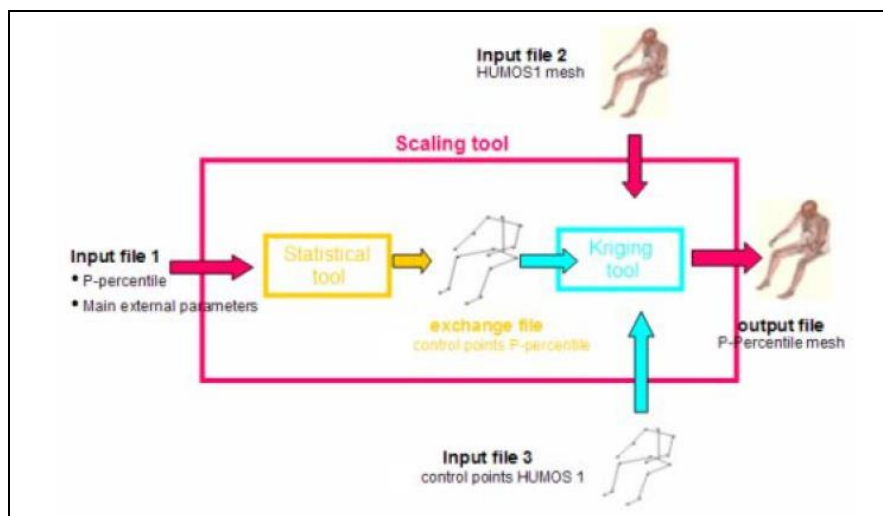 Input file 2
HUMOS1 mesh
Scaling tool
Input file 1
• P-percentile
• Main external parameters
Statistical
tool
Kriging
tool
exchange file
control points P-percentile
output file
P-Percentile mesh
Input file 3
control points HUMOS 1